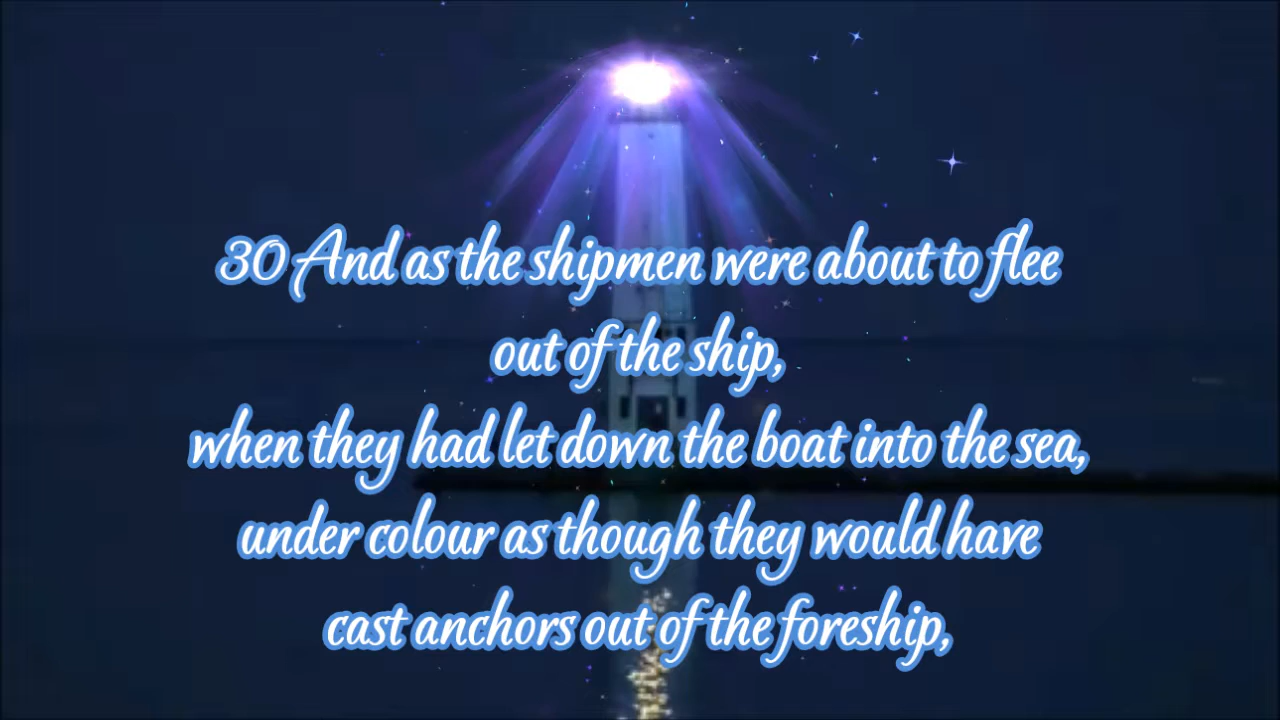 30 And as the shipmen were about to flee
out of the ship,
when they had let down the boat into the sea,
under colour as though they would have
cast anchors out of the foreship,